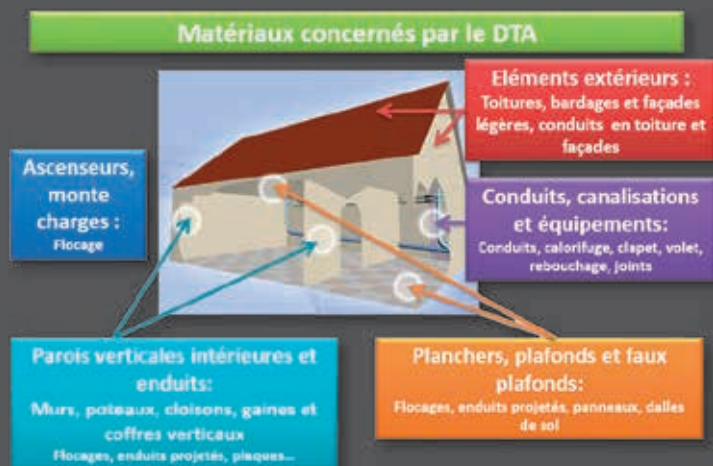 Matériaux concernés par le DTA
Eléments extérieurs :
Toitures, bardages et façades
légères, conduits en toiture et
façades
Ascenseurs,
monte
charges :
Flocage
Conduits, canalisations
et équipements:
Conduits, calorifuge, clapet, volet,
rebouchage, joints
Parois verticales intérieures et
enduits:
Murs, poteaux, cloisons, gaines et
coffres verticaux
Flocages, enduits projetés, plaques...
Planchers, plafonds et faux
plafonds:
Flocages, enduits projetés, panneaux, dalles
de sol